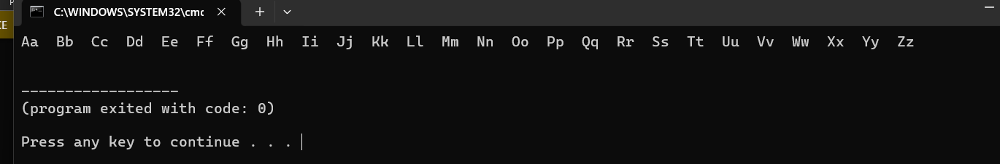 C:\WINDOWS\SYSTEM32\cmc
CE
Aa  Bb  Cc  Dd  Ee  Ff  Gg  Hh  Ii  Jj  Kk  Ll  Mm  Nn  Oo  Pp  Qq  Rr  Ss  Tt  Uu  Vv  Ww  Xx  Yy  Zz
------------------
(program exited with code: 0)
Press any key to continue . . .